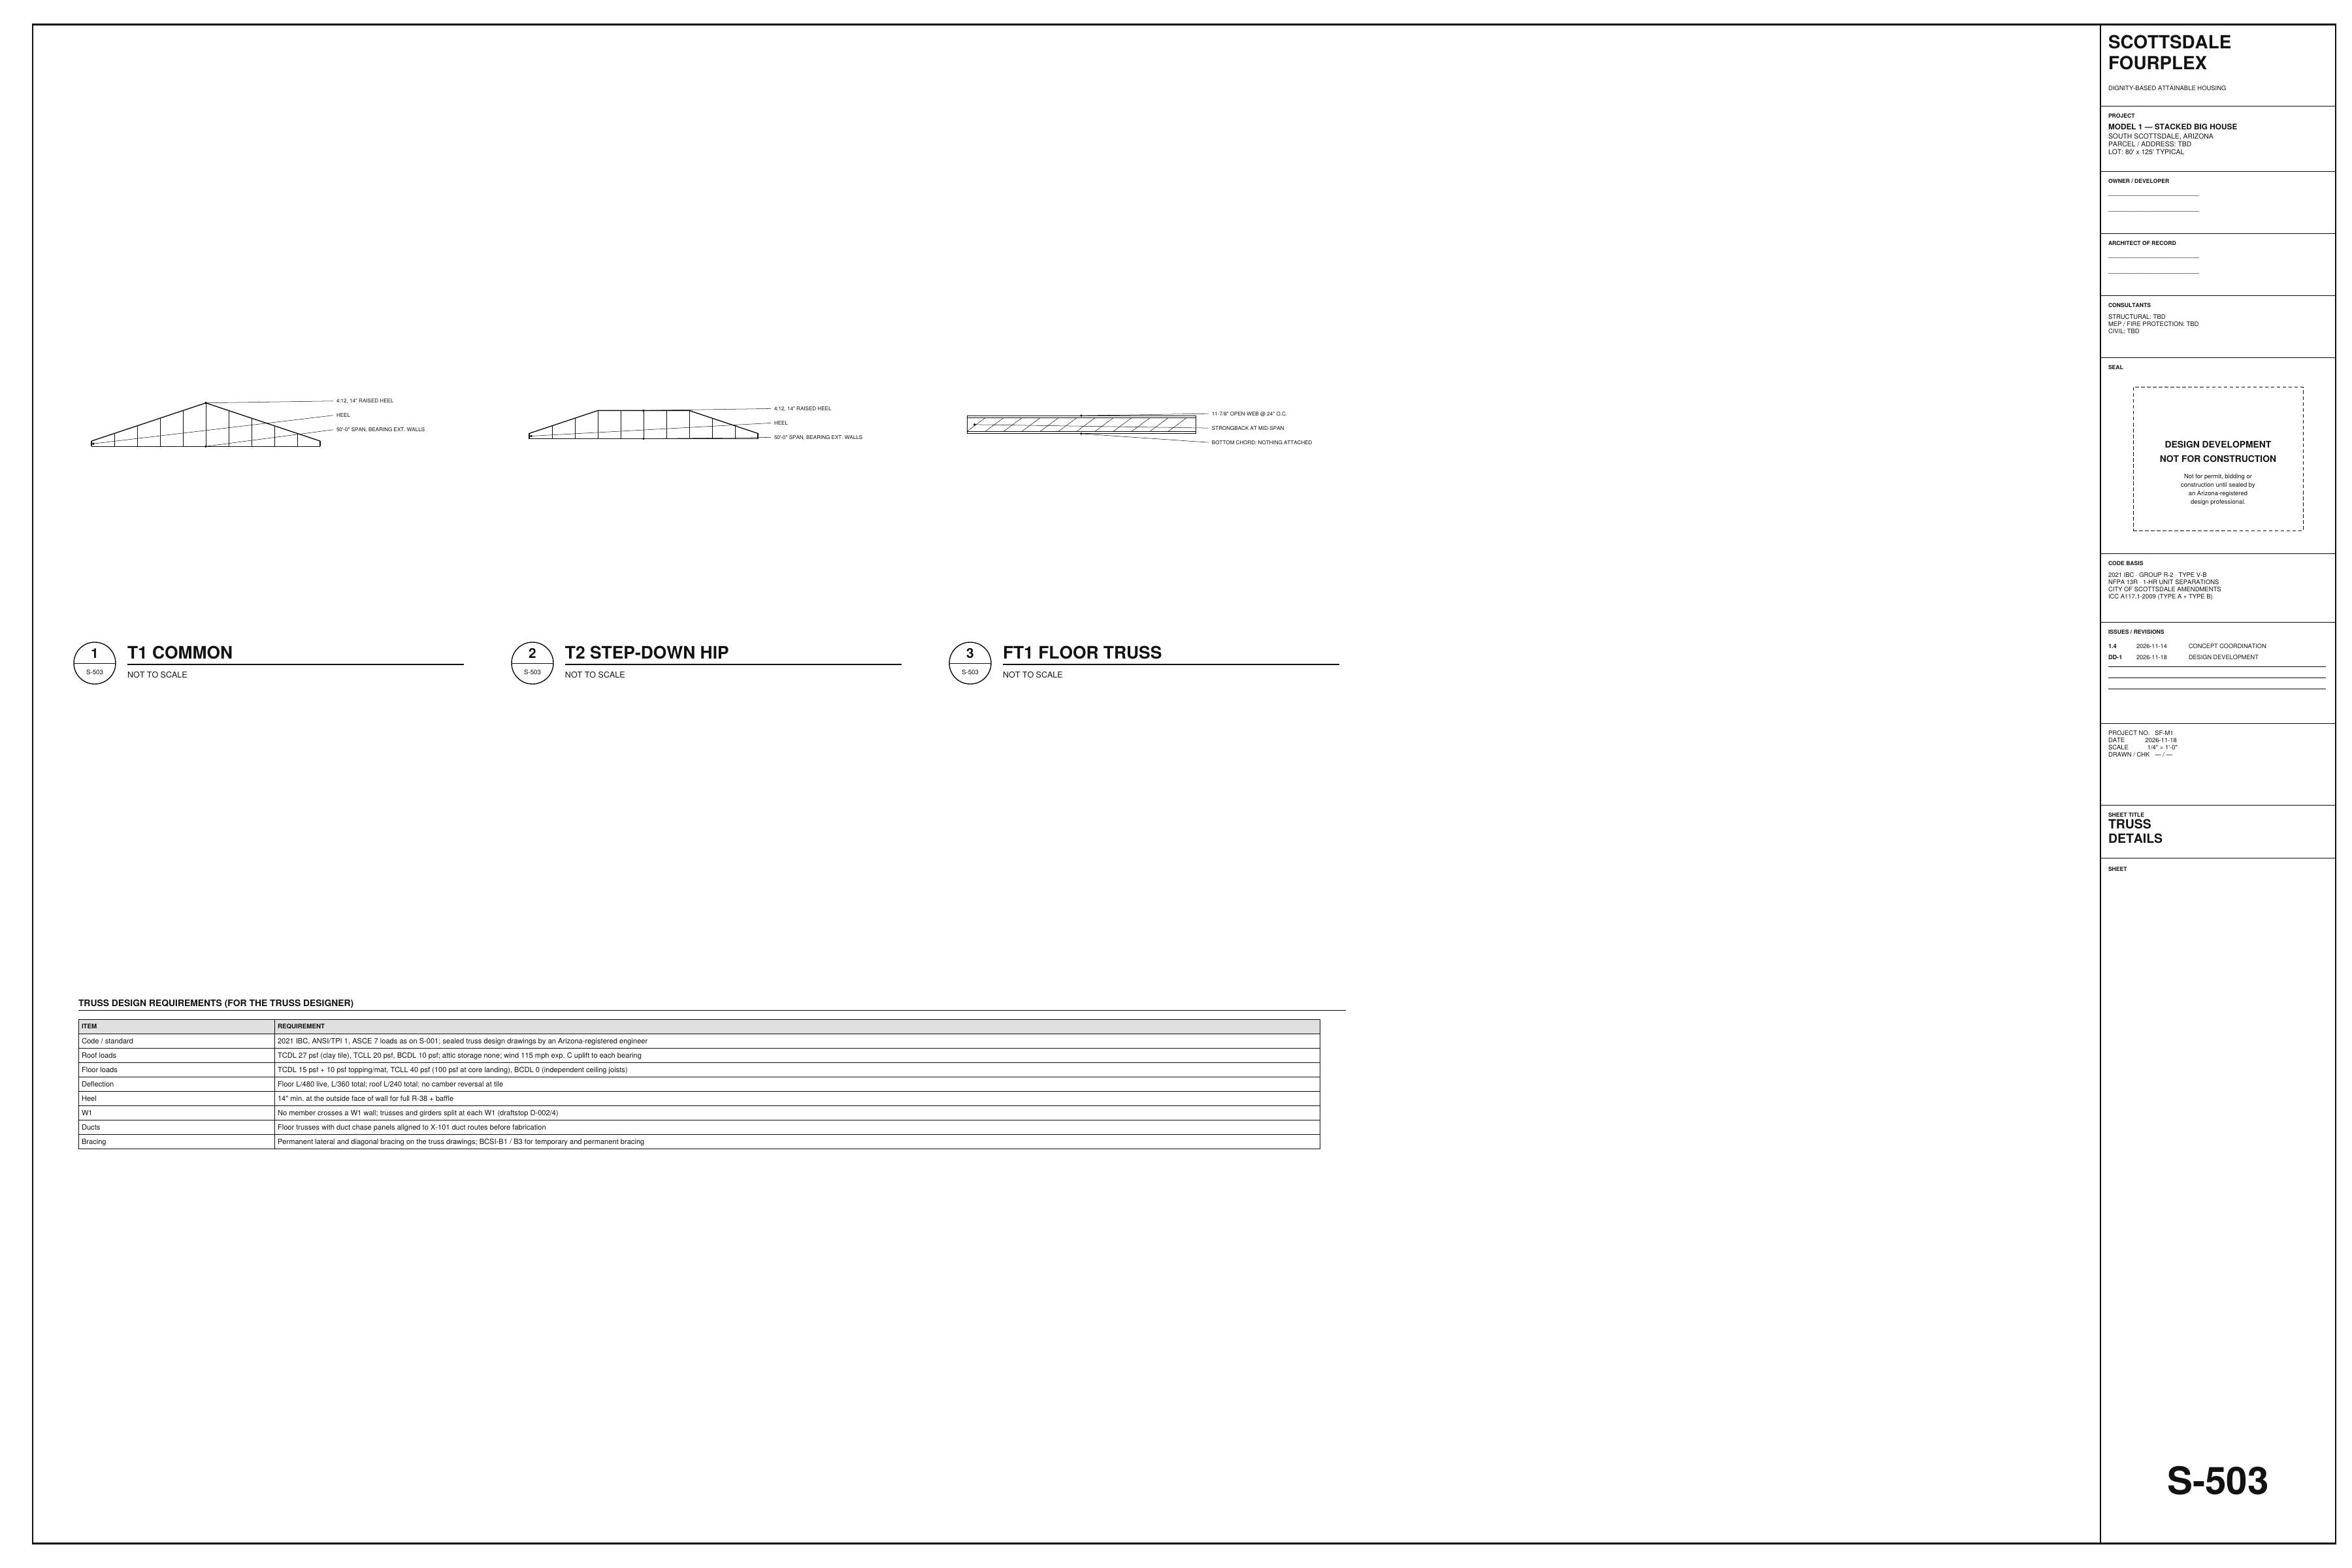 4:12, 14" RAISED HEEL
HEEL
50'-0" SPAN, BEARING EXT. WALLS
1
S-503
T1 COMMON
NOT TO SCALE
4:12, 14" RAISED HEEL
HEEL
50'-0" SPAN, BEARING EXT. WALLS
2
S-503
T2 STEP-DOWN HIP
NOT TO SCALE
11-7/8" OPEN-WEB @ 24" O.C.
STRONGBACK AT MID-SPAN
BOTTOM CHORD: NOTHING ATTACHED
3
S-503
FT1 FLOOR TRUSS
NOT TO SCALE
TRUSS DESIGN REQUIREMENTS (FOR THE TRUSS DESIGNER)
ITEM REQUIREMENT
Code / standard 2021 IBC, ANSI/TPI 1, ASCE 7 loads as on S-001; sealed truss design drawings by an Arizona-registered engineer
Roof loads TCDL 27 psf (clay tile), TCLL 20 psf, BCDL 10 psf; attic storage none; wind 115 mph exp. C uplift to each bearing
Floor loads TCDL 15 psf + 10 psf topping/mat, TCLL 40 psf (100 psf at core landing), BCDL 0 (independent ceiling joists)
Deflection Floor L/480 live, L/360 total; roof L/240 total; no camber reversal at tile
Heel 14" min. at the outside face of wall for full R-38 + baffle
W1 No member crosses a W1 wall; trusses and girders split at each W1 (draftstop D-002/4)
Ducts Floor trusses with duct chase panels aligned to X-101 duct routes before fabrication
Bracing Permanent lateral and diagonal bracing on the truss drawings; BCSI-B1 / B3 for temporary and permanent bracing
SCOTTSDALE
FOURPLEX
DIGNITY-BASED ATTAINABLE HOUSING
PROJECT
MODEL 1 — STACKED BIG HOUSE
SOUTH SCOTTSDALE, ARIZONA
PARCEL / ADDRESS: TBD
LOT: 80' x 125' TYPICAL
OWNER / DEVELOPER
ARCHITECT OF RECORD
CONSULTANTS
STRUCTURAL: TBD
MEP / FIRE PROTECTION: TBD
CIVIL: TBD
SEAL
DESIGN DEVELOPMENT
NOT FOR CONSTRUCTION
Not for permit, bidding or
construction until sealed by
an Arizona-registered
design professional.
CODE BASIS
2021 IBC · GROUP R-2 · TYPE V-B
NFPA 13R · 1-HR UNIT SEPARATIONS
CITY OF SCOTTSDALE AMENDMENTS
ICC A117.1-2009 (TYPE A + TYPE B)
ISSUES / REVISIONS
1.4 2026-11-14 CONCEPT COORDINATION
DD-1 2026-11-18 DESIGN DEVELOPMENT
PROJECT NO. SF-M1
DATE 2026-11-18
SCALE 1/4" = 1'-0"
DRAWN / CHK — / —
SHEET TITLE
TRUSS
DETAILS
SHEET
S-503